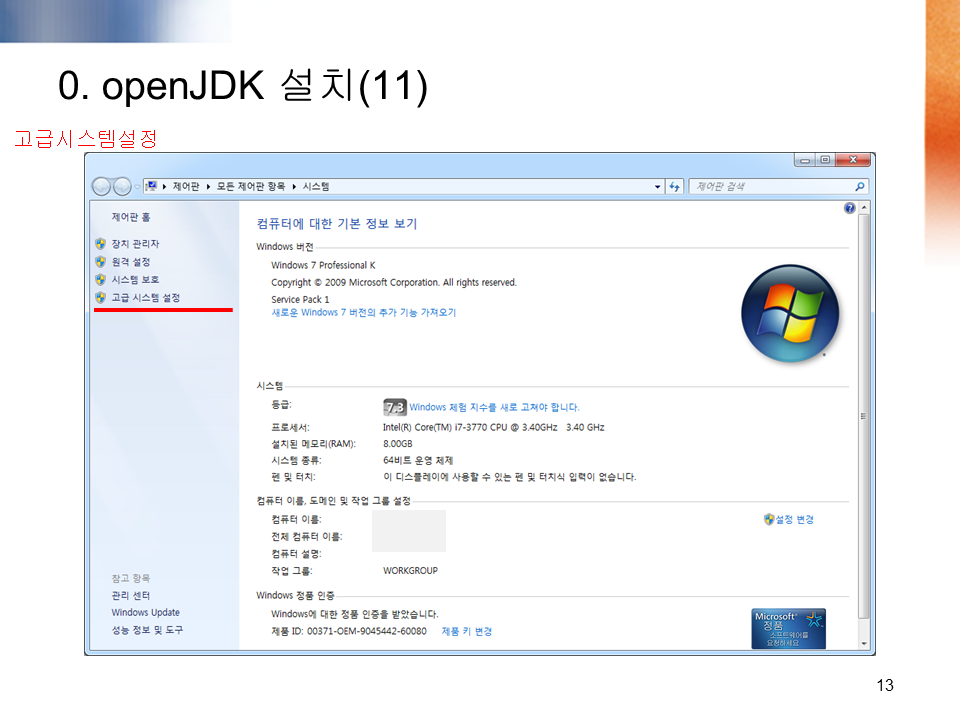 0. openJDK 설치(11)
고급시스템설정
제어판 ▸ 모든 제어판 항목 ▸ 시스템
제어판 검색
제어판 홈
장치 관리자
원격 설정
시스템 보호
고급 시스템 설정
컴퓨터에 대한 기본 정보 보기
Windows 버전
Windows 7 Professional K
Copyright © 2009 Microsoft Corporation. All rights reserved.
Service Pack 1
새로운 Windows 7 버전의 추가 기능 가져오기
시스템
등급: 7.3 Windows 체험 지수를 새로 고쳐야 합니다.
프로세서: Intel(R) Core(TM) i7-3770 CPU @ 3.40GHz 3.40 GHz
설치된 메모리(RAM): 8.00GB
시스템 종류: 64비트 운영 체제
펜 및 터치: 이 디스플레이에 사용할 수 있는 펜 및 터치식 입력이 없습니다.
컴퓨터 이름, 도메인 및 작업 그룹 설정
컴퓨터 이름:
설정 변경
전체 컴퓨터 이름:
컴퓨터 설명:
작업 그룹: WORKGROUP
Windows 정품 인증
Windows에 대한 정품 인증을 받았습니다.
제품 ID: 00371-OEM-9045442-60080 제품 키 변경
참고 항목
관리 센터
Windows Update
성능 정보 및 도구
Microsoft®
정품
소프트웨어를
요청하세요
13